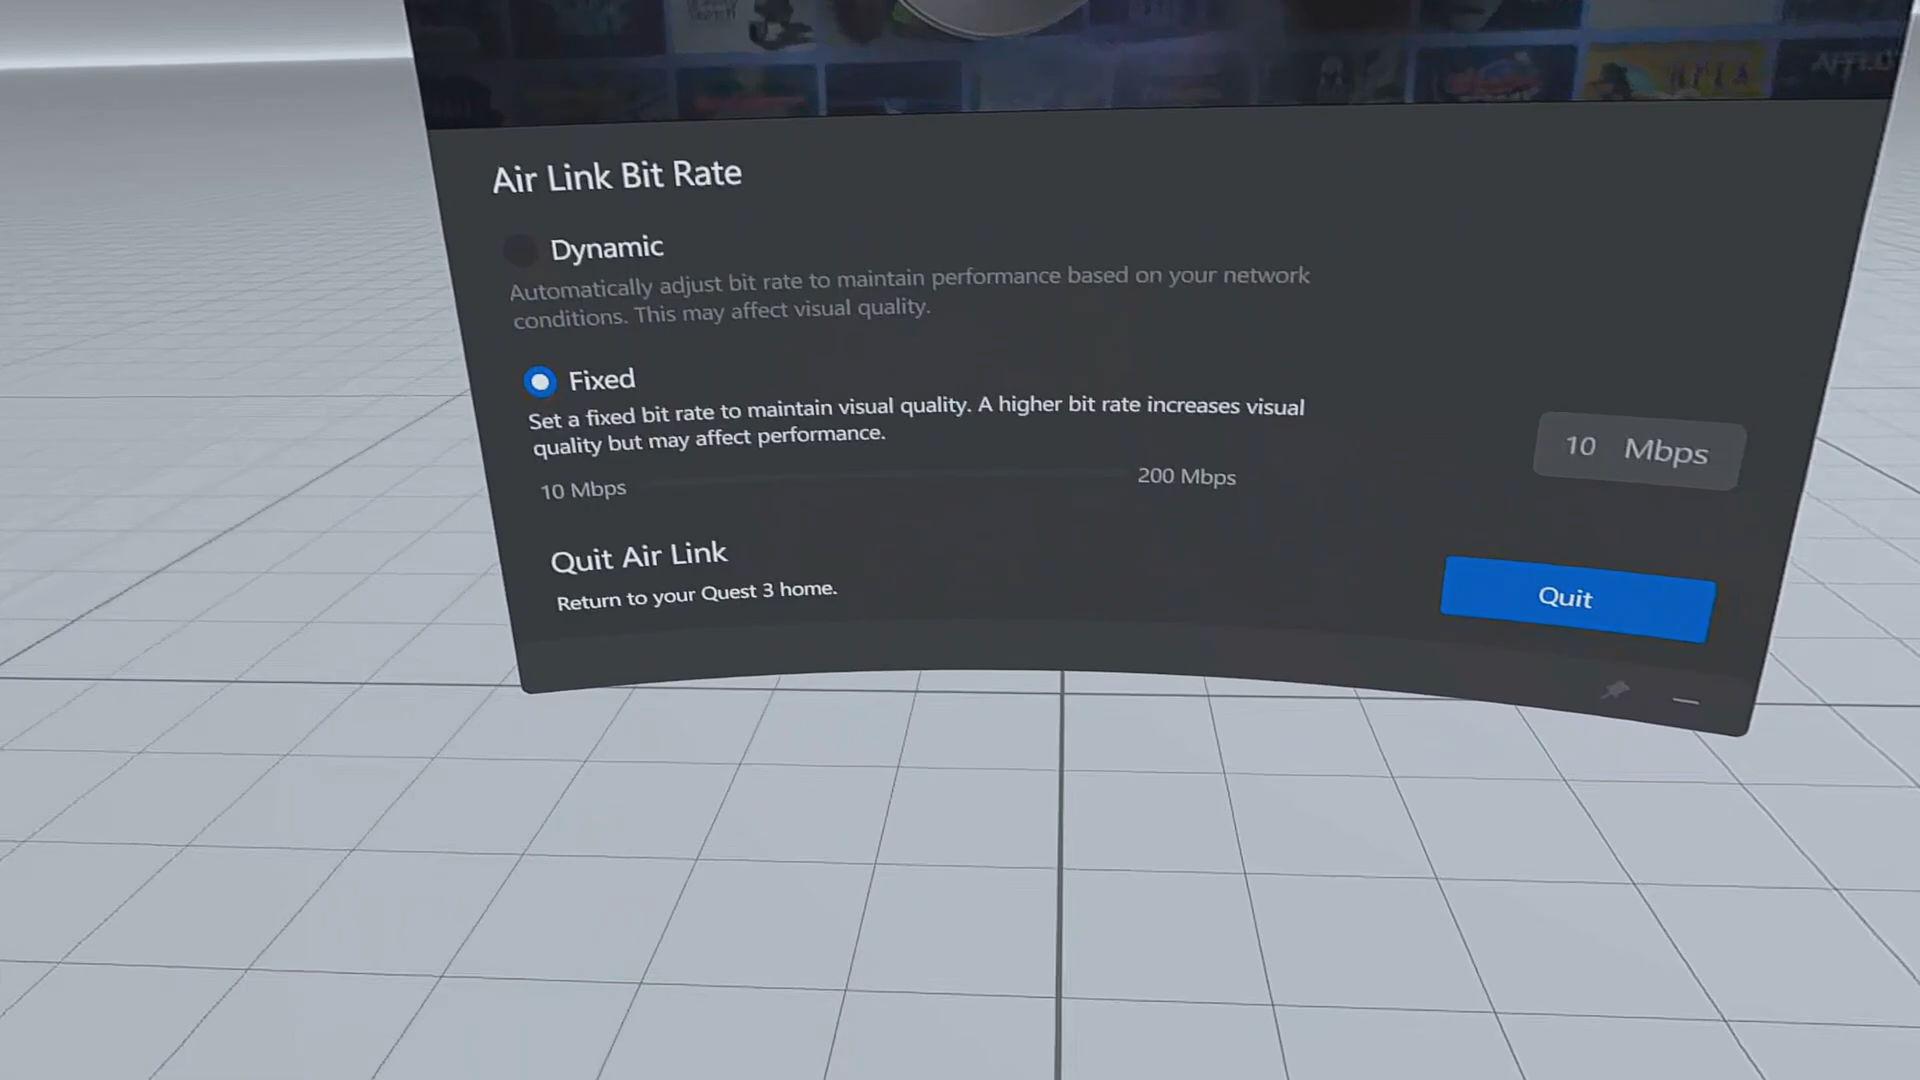 Air Link Bit Rate
Dynamic
Automatically adjust bit rate to maintain performance based on your network
conditions. This may affect visual quality.
Fixed
Set a fixed bit rate to maintain visual quality. A higher bit rate increases visual
quality but may affect performance.
10 Mbps
200 Mbps
10 Mbps
Quit Air Link
Return to your Quest 3 home.
Quit